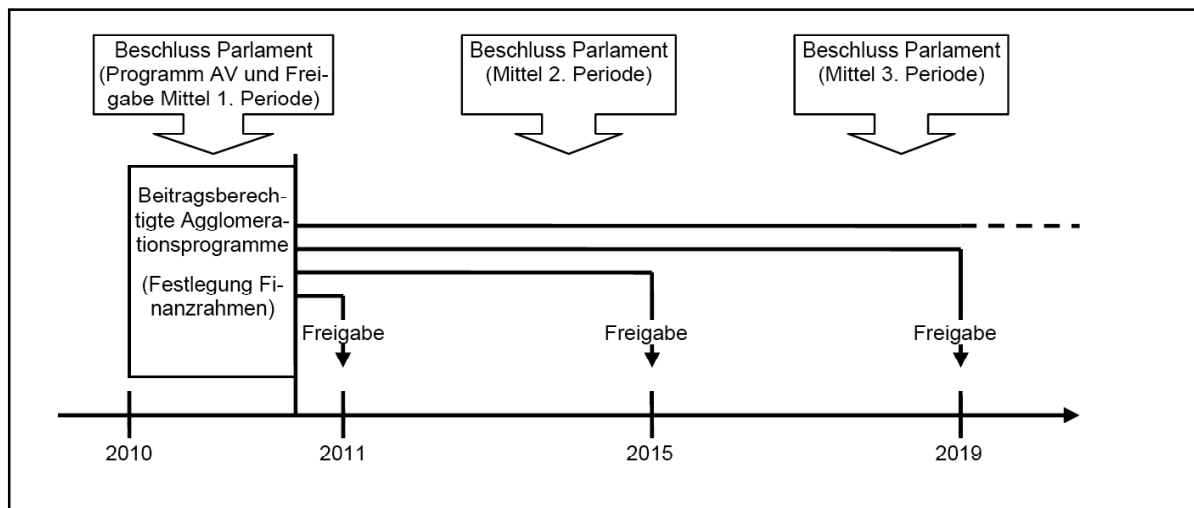 Beschluss Parlament
(Programm AV und Frei-
gabe Mittel 1. Periode)
Beschluss Parlament
(Mittel 2. Periode)
Beschluss Parlament
(Mittel 3. Periode)
Beitragsberech-
tigte Agglomera-
tionsprogramme
(Festlegung Fi-
nanzrahmen)
Freigabe
Freigabe
Freigabe
2010
2011
2015
2019